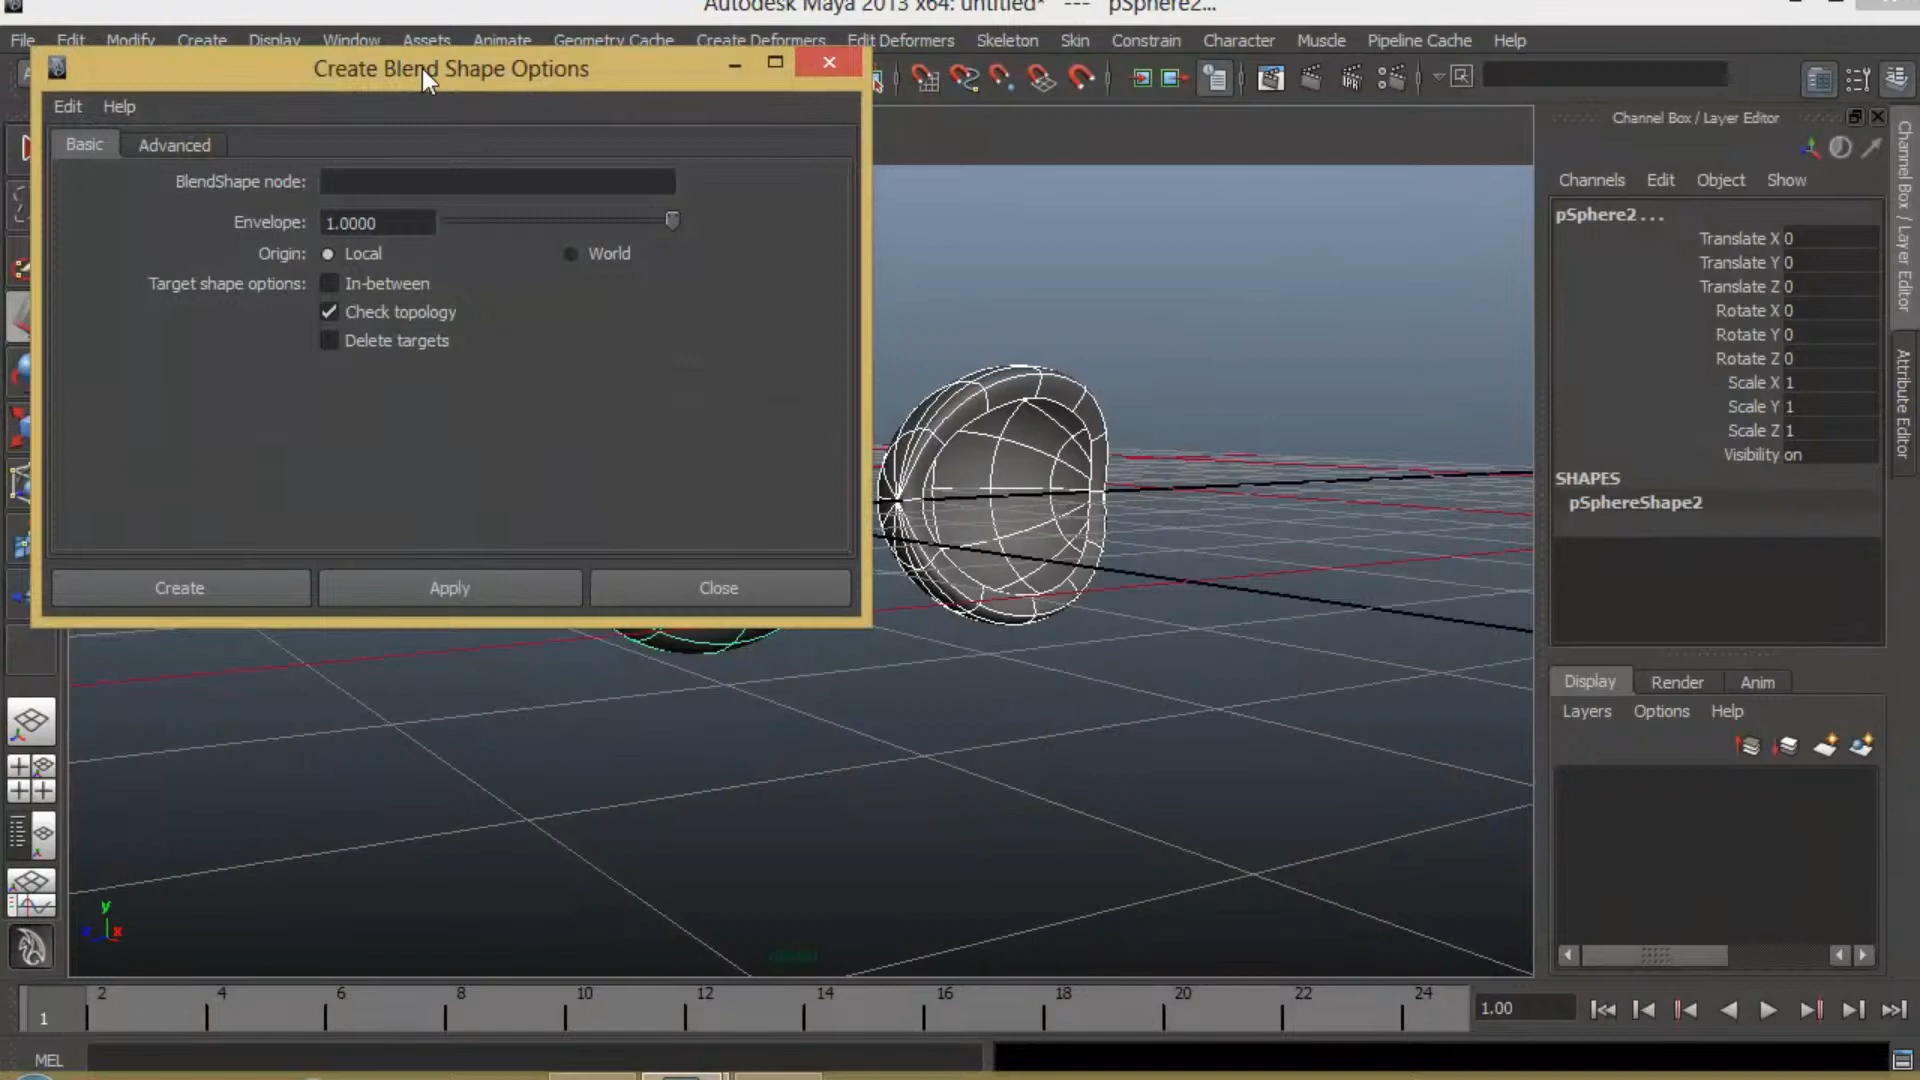 Autodesk Maya 2013 x64: untitled* --- pSphere2...
File Edit Modify Create Display Window Assets Animate Geometry Cache Create Deformers Edit Deformers Skeleton Skin Constrain Character Muscle Pipeline Cache Help
Create Blend Shape Options
Edit Help
Basic Advanced
BlendShape node:
Envelope: 1.0000
Origin: Local World
Target shape options: In-between
Check topology
Delete targets
Create Apply Close
IPR
Channel Box / Layer Editor
Channels Edit Object Show
pSphere2 . . .
Translate X 0
Translate Y 0
Translate Z 0
Rotate X 0
Rotate Y 0
Rotate Z 0
Scale X 1
Scale Y 1
Scale Z 1
Visibility on
SHAPES
pSphereShape2
Channel Box / Layer Editor
Attribute Editor
Display Render Anim
Layers Options Help
y
x
2 4 6 8 10 12 14 16 18 20 22 24
1
1.00
MEL